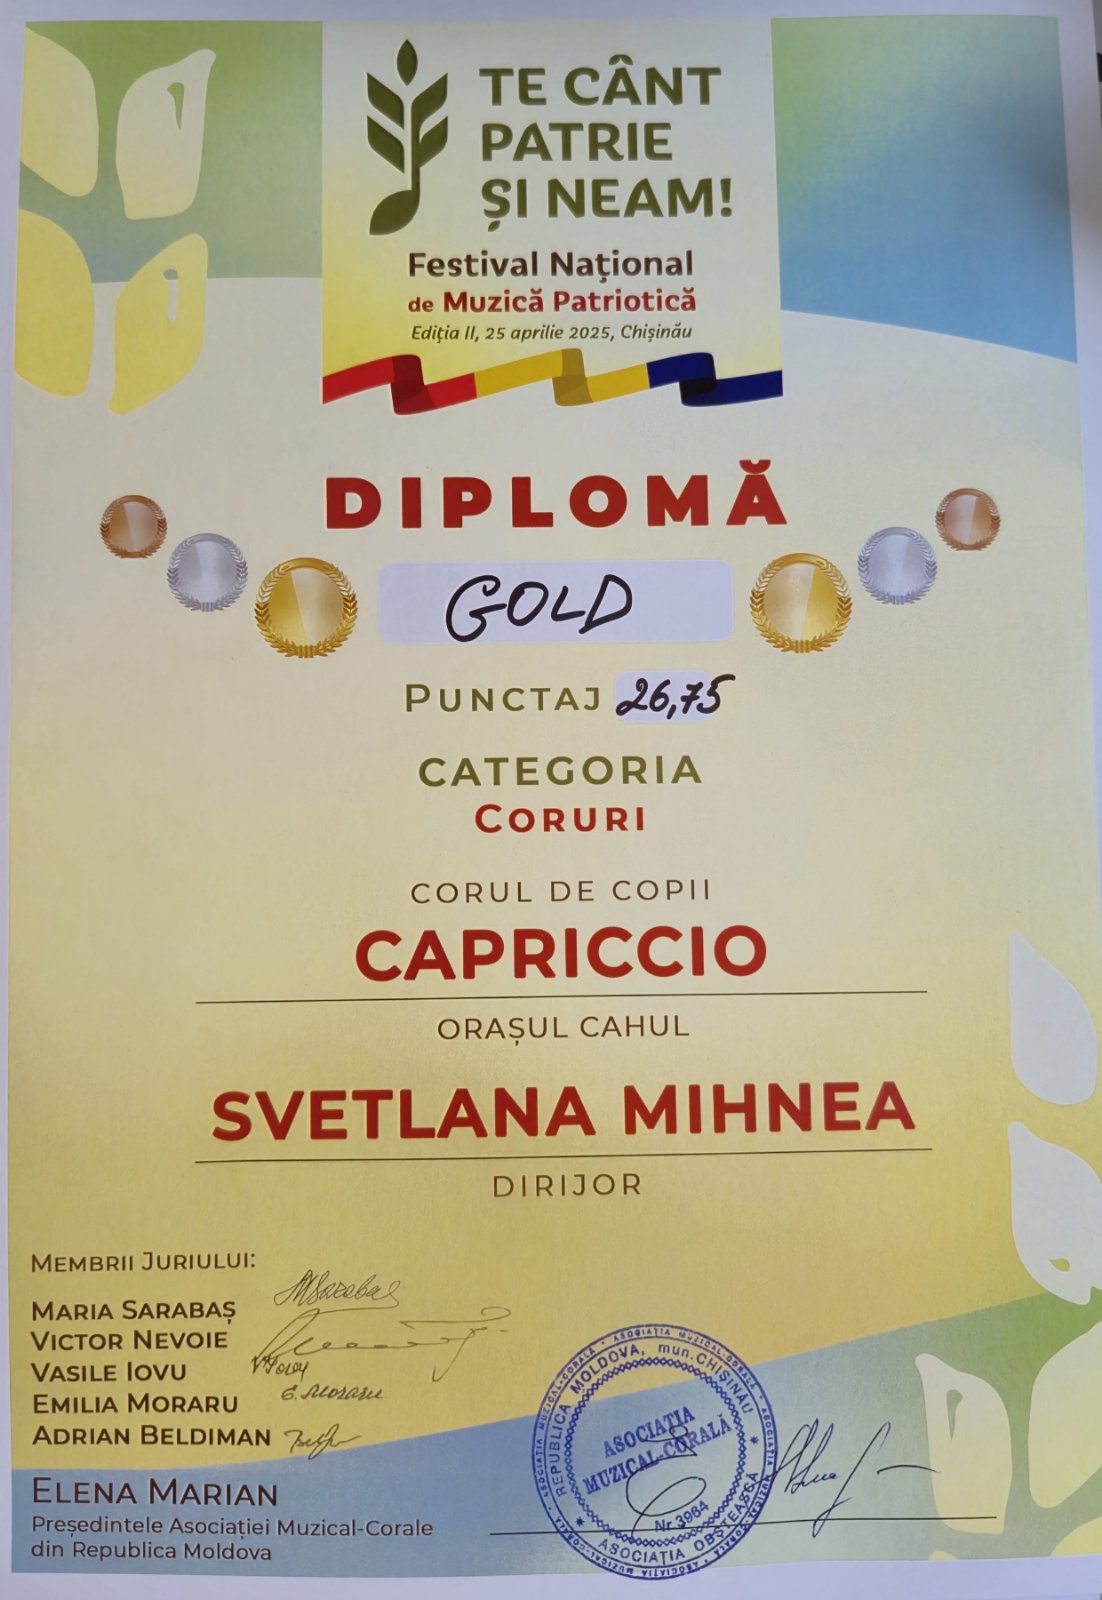 TE CÂNT
PATRIE
ȘI NEAM!
Festival Național
de Muzică Patriotică
Ediția II, 25 aprilie 2025, Chișinău
DIPLOMĂ
GOLD
PUNCTAJ 26,75
CATEGORIA
CORURI
CORUL DE COPII
CAPRICCIO
ORAȘUL CAHUL
SVETLANA MIHNEA
DIRIJOR
MEMBRII JURIULUI:
MARIA SARABAȘ
VICTOR NEVOIE
VASILE IOVU
EMILIA MORARU
E. Moraru
ADRIAN BELDIMAN
ELENA MARIAN
Președintele Asociației Muzical-Corale
din Republica Moldova
REPUBLICA MOLDOVA, mun. CHIȘINĂU
ASOCIAȚIA
MUZICAL-CORALĂ
Nr. 3964
ASOCIAȚIA OBȘTEASCĂ